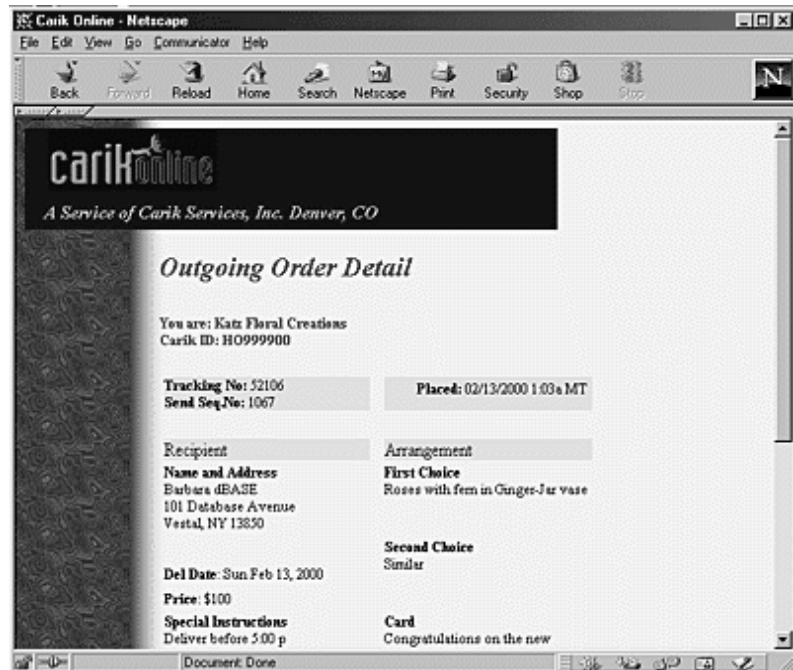 Carik Online - Netscape
File Edit View Go Communicator Help
Back Forward Reload Home Search Netscape Print Security Shop Stop
N
carik online
A Service of Carik Services, Inc. Denver, CO
Outgoing Order Detail
You are: Katz Floral Creations
Carik ID: HO999900
Tracking No: 52106
Send Seq.No: 1067
Placed: 02/13/2000 1:03a MT
Recipient
Name and Address
Barbara dBASE
101 Database Avenue
Vestal, NY 13850
Del Date: Sun Feb 13, 2000
Price: $100
Special Instructions
Deliver before 5:00 p
Arrangement
First Choice
Roses with fern in Ginger-Jar vase
Second Choice
Similar
Card
Congratulations on the new
Document: Done